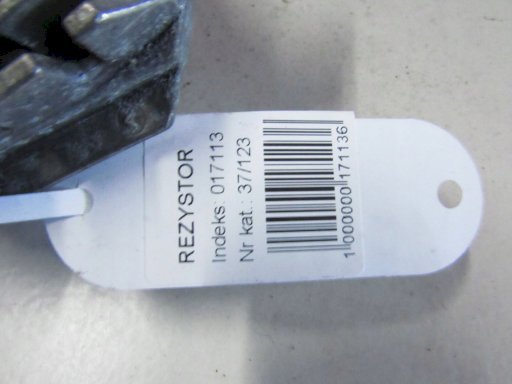 REZYSTOR
Indeks: 017113
Nr kat.: 37/123
1000000171136